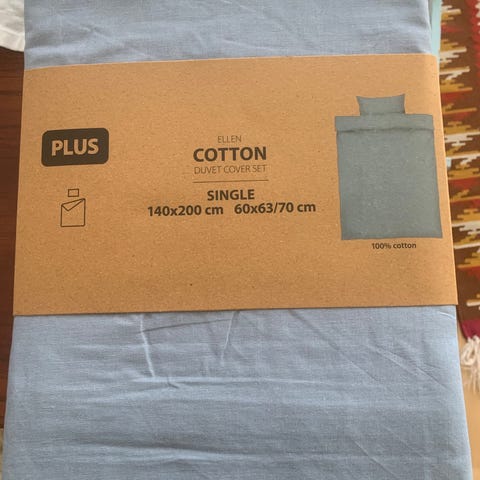 PLUS
ELLEN
COTTON
DUVET COVER SET
SINGLE
140x200 cm 60x63/70 cm
100% cotton